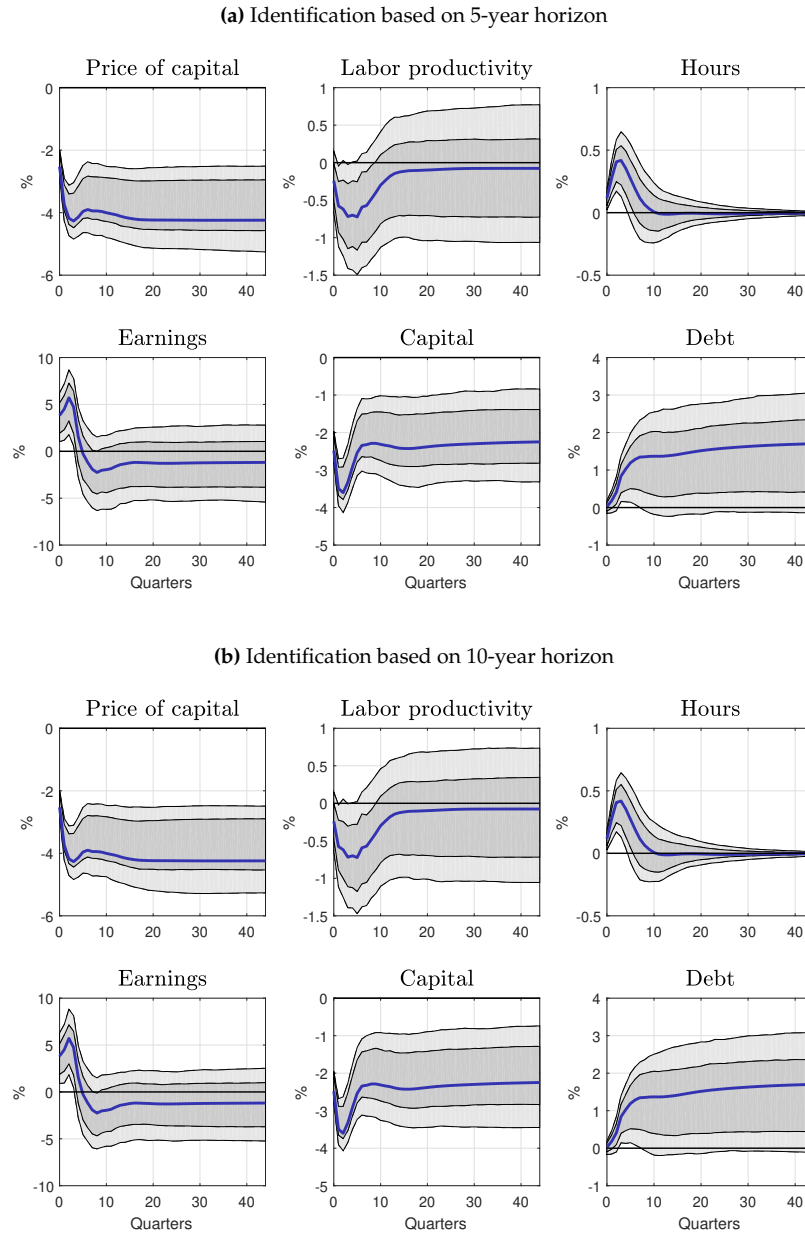 (a) Identification based on 5-year horizon
Price of capital Labor productivity Hours
0 1 1
-2 0.5 0.5
% 0 %
-4 % -0.5 0
-1
-6 -1.5 -0.5
0 10 20 30 40 0 10 20 30 40 0 10 20 30 40
Earnings Capital Debt
10 0 4
5 -1 3
% 0 % -2 % 2
-5 -3 1
-4 0
-10 -5 -1
0 10 20 30 40 0 10 20 30 40 0 10 20 30 40
Quarters Quarters Quarters
(b) Identification based on 10-year horizon
Price of capital Labor productivity Hours
0 1 1
-2 0.5 0.5
% 0 %
-4 % -0.5 0
-1
-6 -1.5 -0.5
0 10 20 30 40 0 10 20 30 40 0 10 20 30 40
Earnings Capital Debt
10 0 4
5 -1 3
% 0 % -2 % 2
-5 -3 1
-4 0
-10 -5 -1
0 10 20 30 40 0 10 20 30 40 0 10 20 30 40
Quarters Quarters Quarters